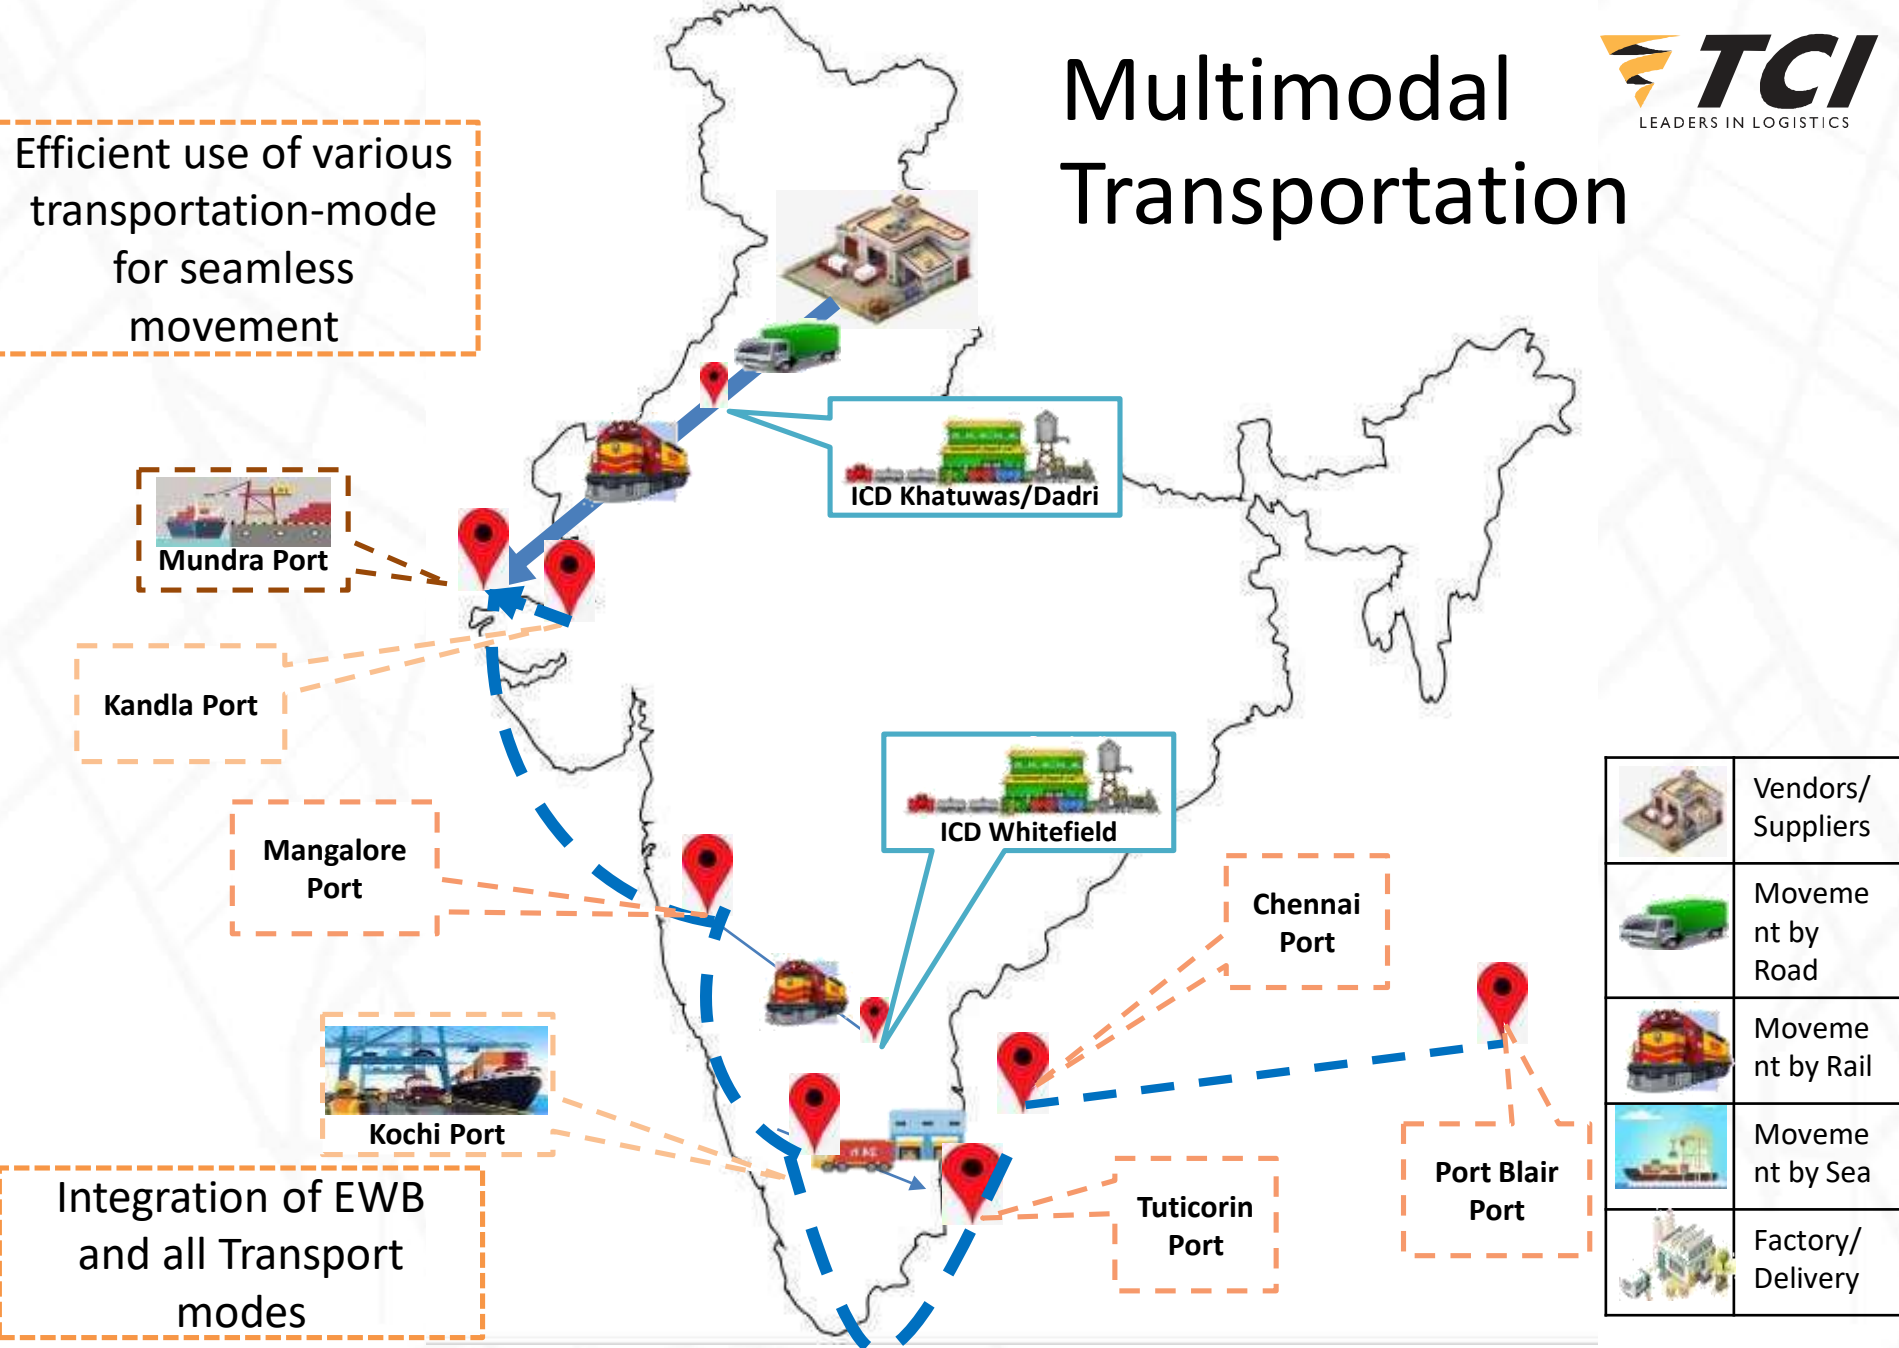 Multimodal
Transportation
TCI
LEADERS IN LOGISTICS
Efficient use of various
transportation-mode
for seamless
movement
ICD Khatuwas/Dadri
Mundra Port
Kandla Port
ICD Whitefield
Mangalore
Port
Chennai
Port
Kochi Port
Port Blair
Port
Tuticorin
Port
Integration of EWB
and all Transport
modes
Vendors/
Suppliers
Moveme
nt by
Road
Moveme
nt by Rail
Moveme
nt by Sea
Factory/
Delivery